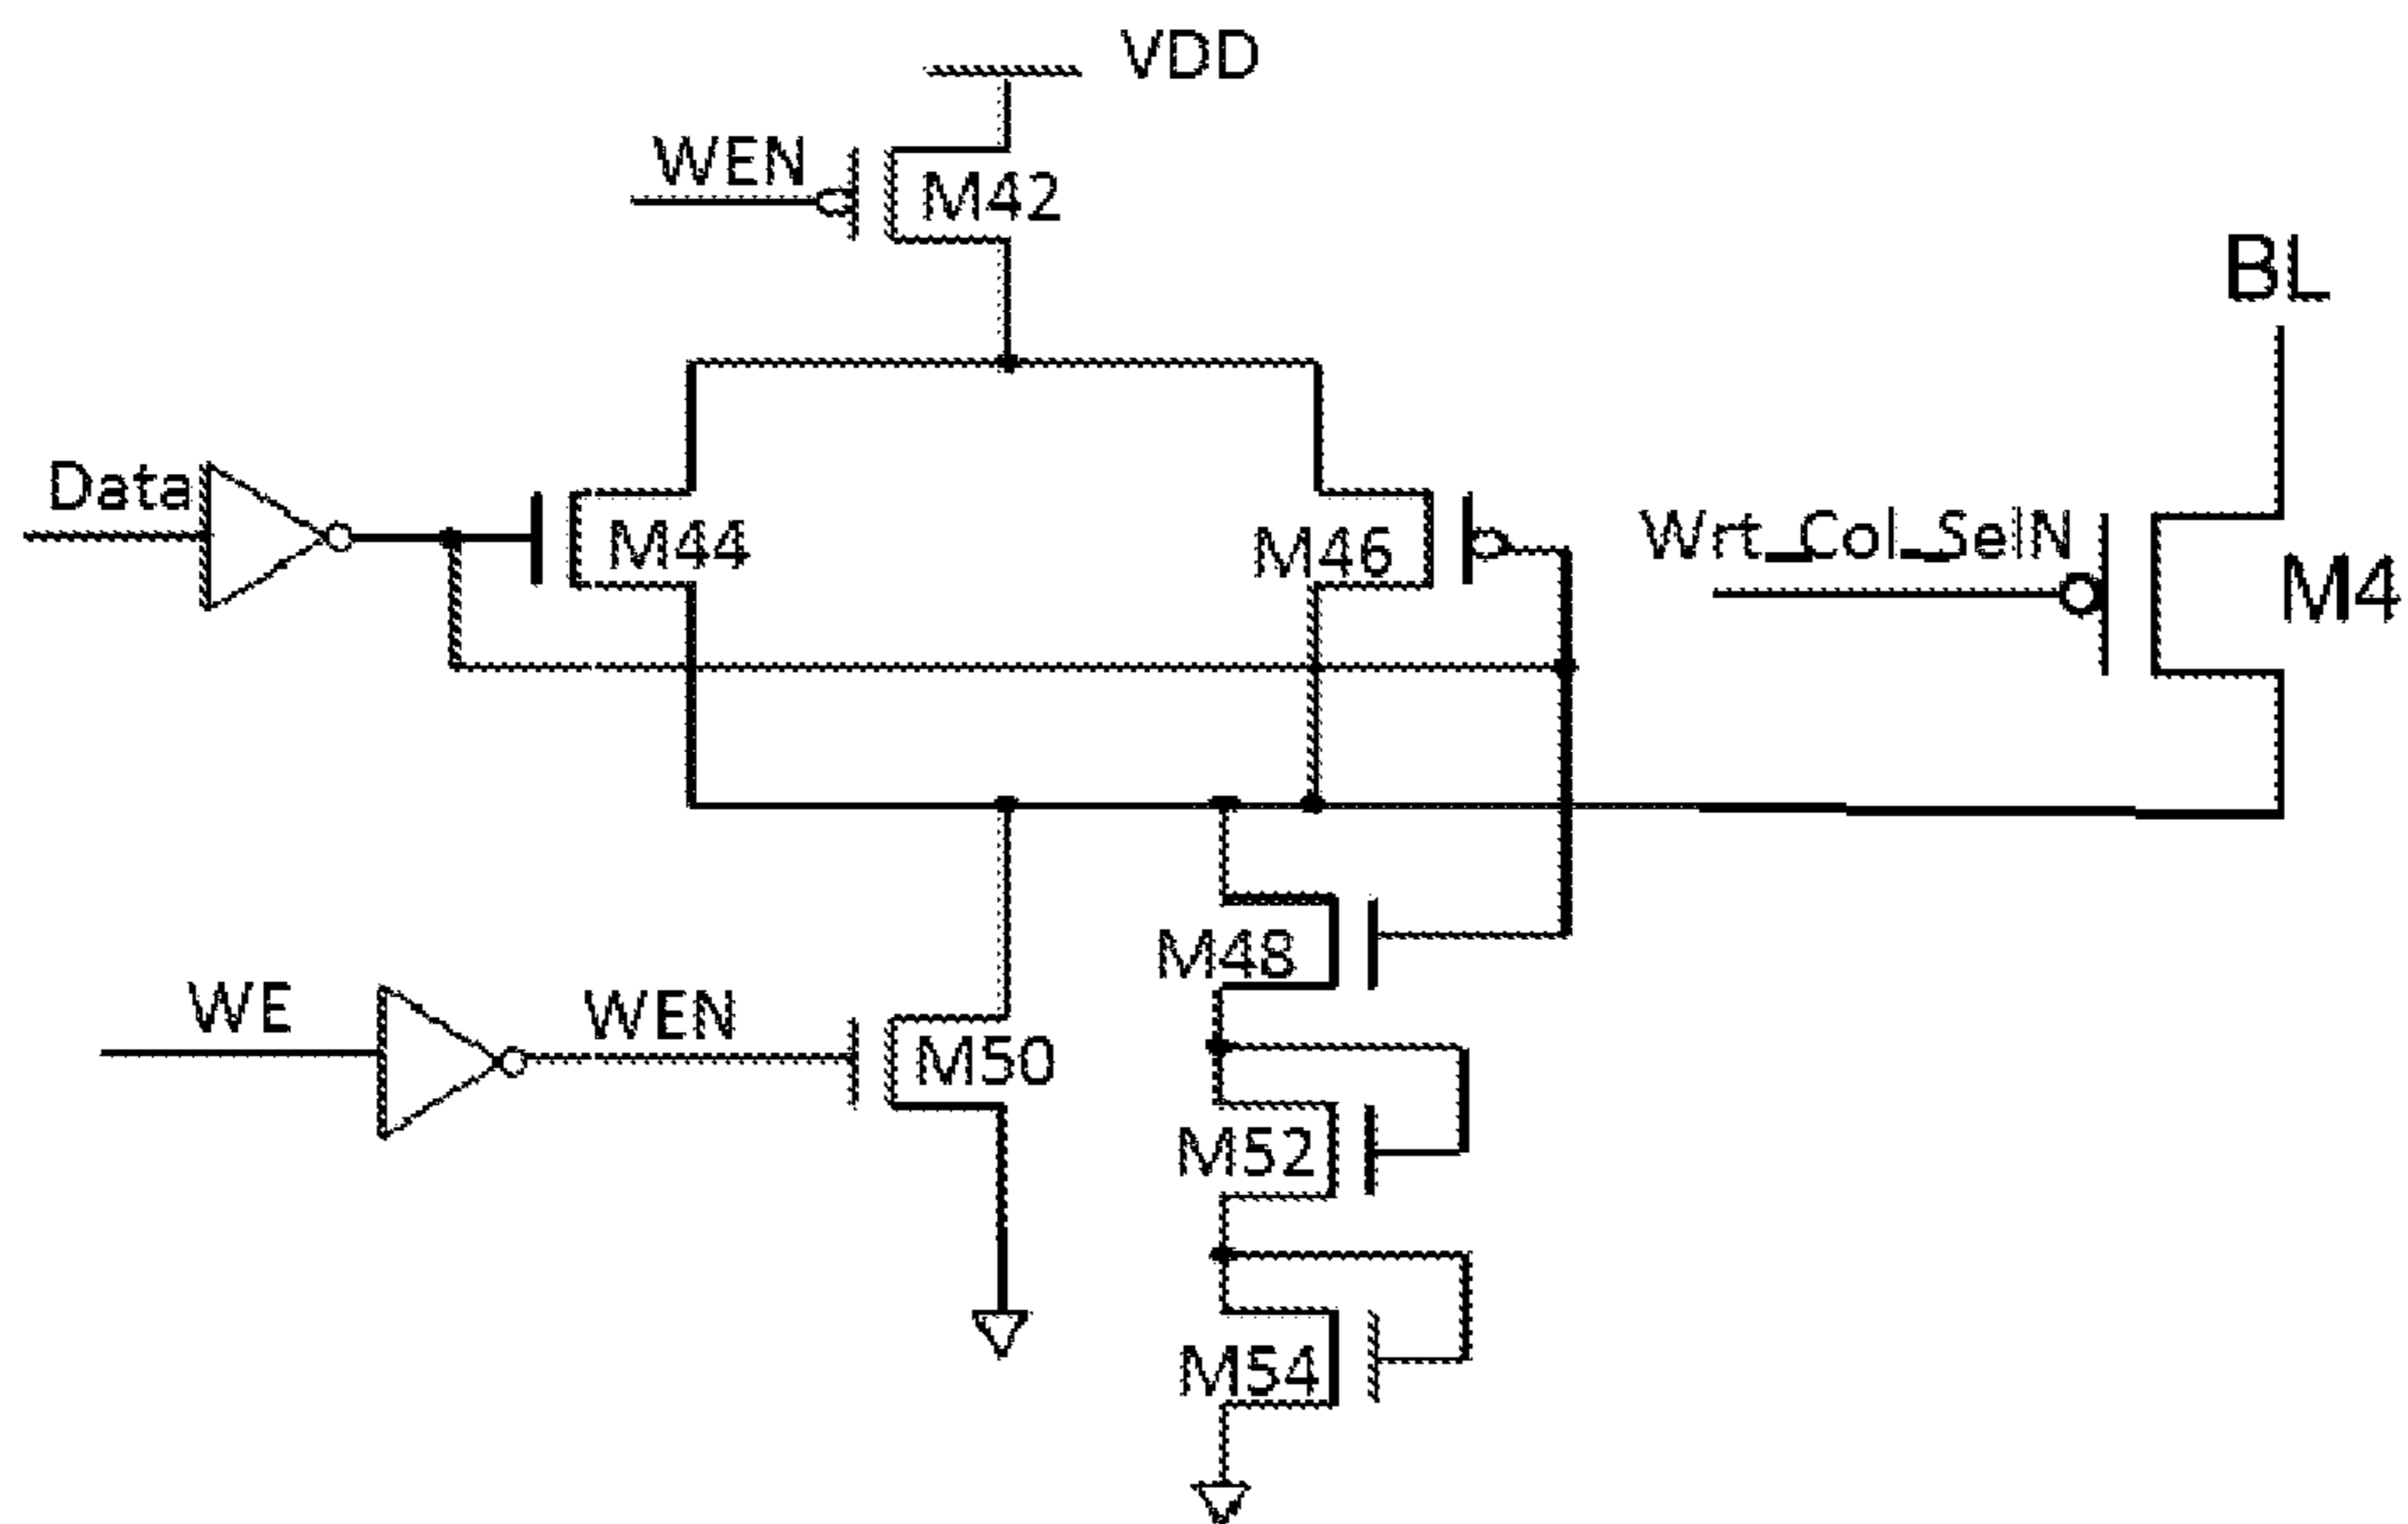 VDD
WEN
M42
BL
Data
M44
M46
Wrt_Col_SelN
M4
M48
WE
WEN
M50
M52
M54